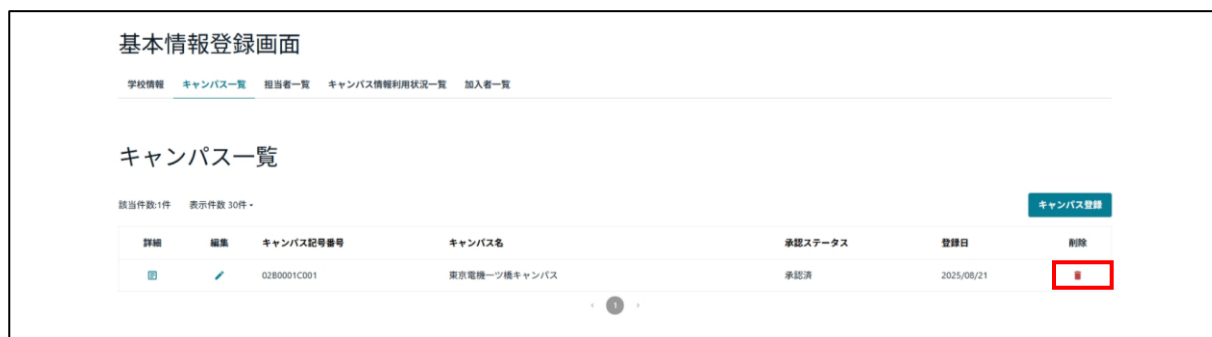 基本情報登録画面
学校情報 キャンパス一覧 担当者一覧 キャンパス情報利用状況一覧 加入者一覧
キャンパス一覧
該当件数:1件 表示件数 30件
キャンパス登録
詳細 編集 キャンパス記号番号 キャンパス名 承認ステータス 登録日 削除
02B0001C001 東京電機一ツ橋キャンパス 承認済 2025/08/21
‹ 1 ›